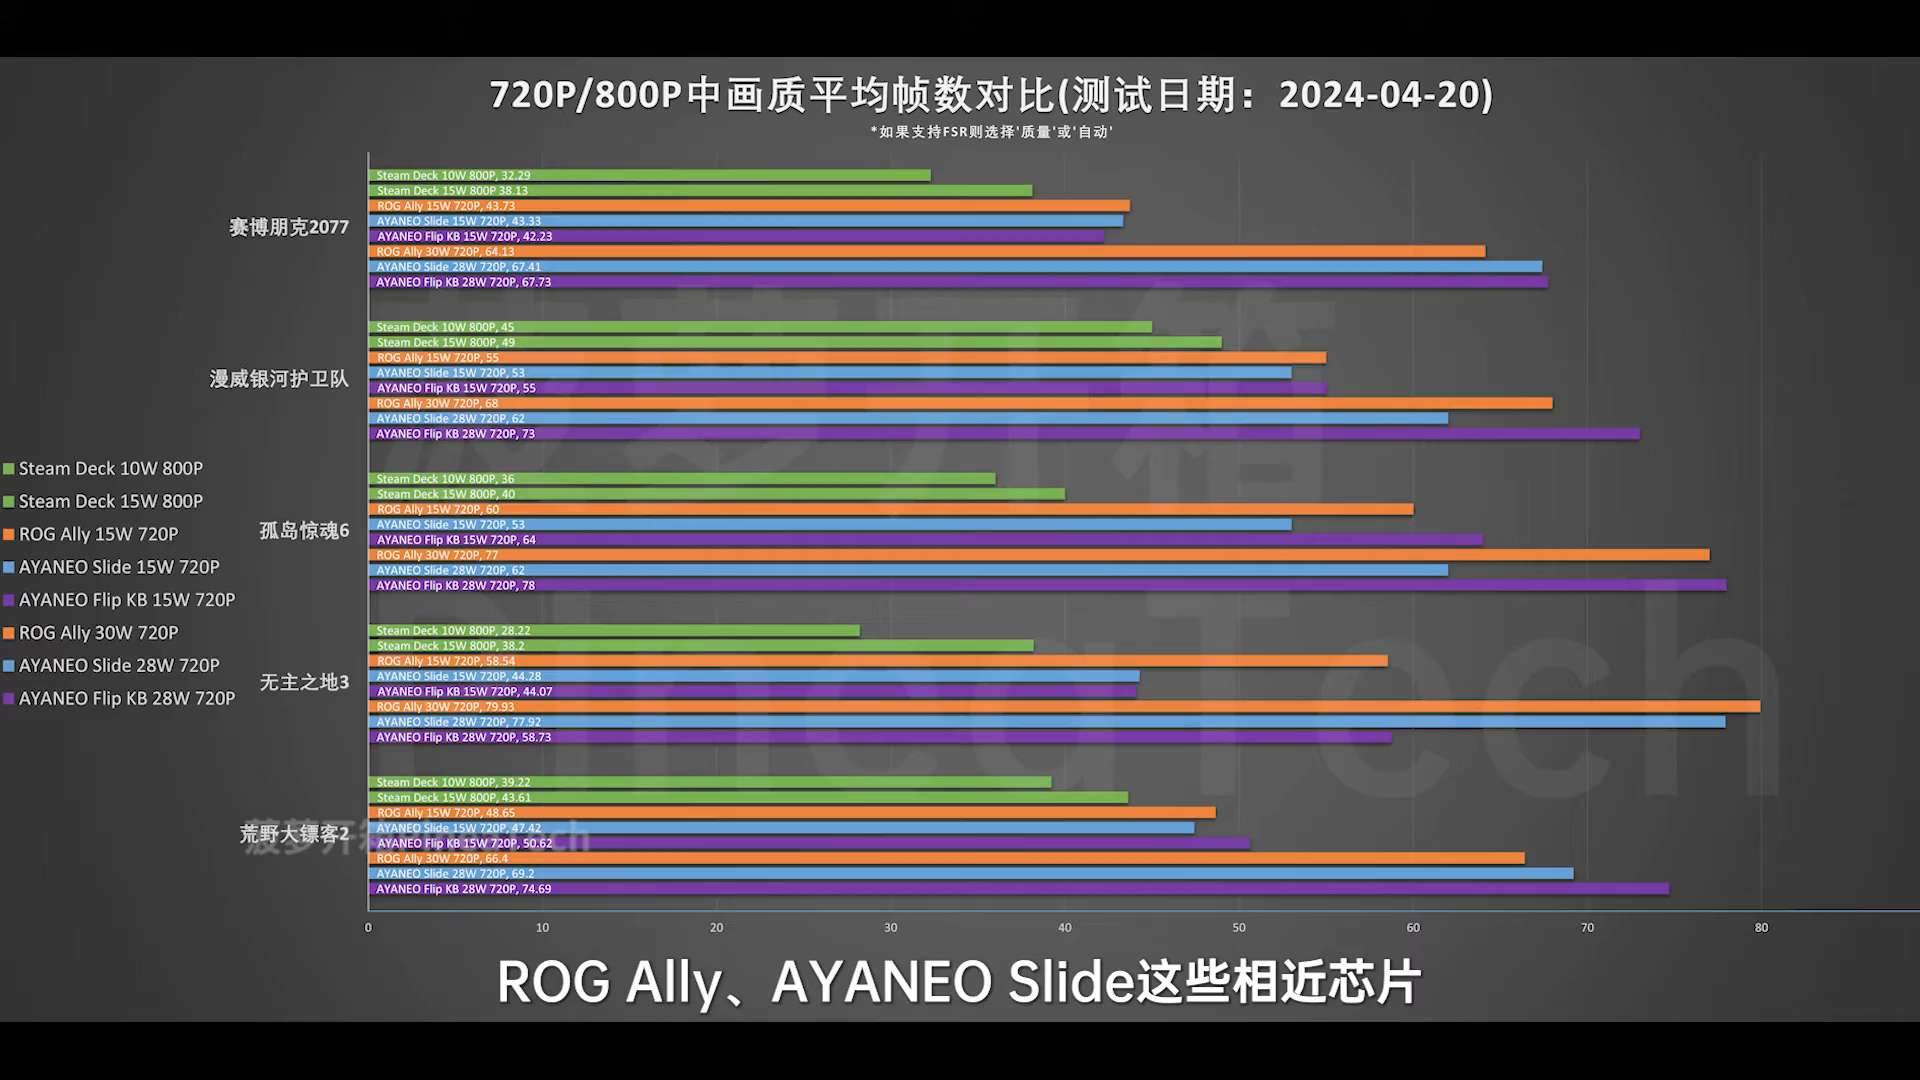 720P/800P中画质平均帧数对比(测试日期：2024-04-20)
*如果支持FSR则选择'质量'或'自动'
赛博朋克2077
Steam Deck 10W 800P, 32.29
Steam Deck 15W 800P 38.13
ROG Ally 15W 720P, 43.73
AYANEO Slide 15W 720P, 43.33
AYANEO Flip KB 15W 720P, 42.23
ROG Ally 30W 720P, 64.13
AYANEO Slide 28W 720P, 67.41
AYANEO Flip KB 28W 720P, 67.73
漫威银河护卫队
Steam Deck 10W 800P, 45
Steam Deck 15W 800P, 49
ROG Ally 15W 720P, 55
AYANEO Slide 15W 720P, 53
AYANEO Flip KB 15W 720P, 55
ROG Ally 30W 720P, 68
AYANEO Slide 28W 720P, 62
AYANEO Flip KB 28W 720P, 73
孤岛惊魂6
Steam Deck 10W 800P, 36
Steam Deck 15W 800P, 40
ROG Ally 15W 720P, 60
AYANEO Slide 15W 720P, 53
AYANEO Flip KB 15W 720P, 64
ROG Ally 30W 720P, 77
AYANEO Slide 28W 720P, 62
AYANEO Flip KB 28W 720P, 78
无主之地3
Steam Deck 10W 800P, 28.22
Steam Deck 15W 800P, 38.2
ROG Ally 15W 720P, 58.54
AYANEO Slide 15W 720P, 44.28
AYANEO Flip KB 15W 720P, 44.07
ROG Ally 30W 720P, 79.93
AYANEO Slide 28W 720P, 77.92
AYANEO Flip KB 28W 720P, 58.73
荒野大镖客2
Steam Deck 10W 800P, 39.22
Steam Deck 15W 800P, 43.61
ROG Ally 15W 720P, 48.65
AYANEO Slide 15W 720P, 47.42
AYANEO Flip KB 15W 720P, 50.62
ROG Ally 30W 720P, 66.4
AYANEO Slide 28W 720P, 69.2
AYANEO Flip KB 28W 720P, 74.69
0 10 20 30 40 50 60 70 80
Steam Deck 10W 800P
Steam Deck 15W 800P
ROG Ally 15W 720P
AYANEO Slide 15W 720P
AYANEO Flip KB 15W 720P
ROG Ally 30W 720P
AYANEO Slide 28W 720P
AYANEO Flip KB 28W 720P
菠萝开箱PineaTech
菠萝开箱
PineaTech
ROG Ally、AYANEO Slide这些相近芯片